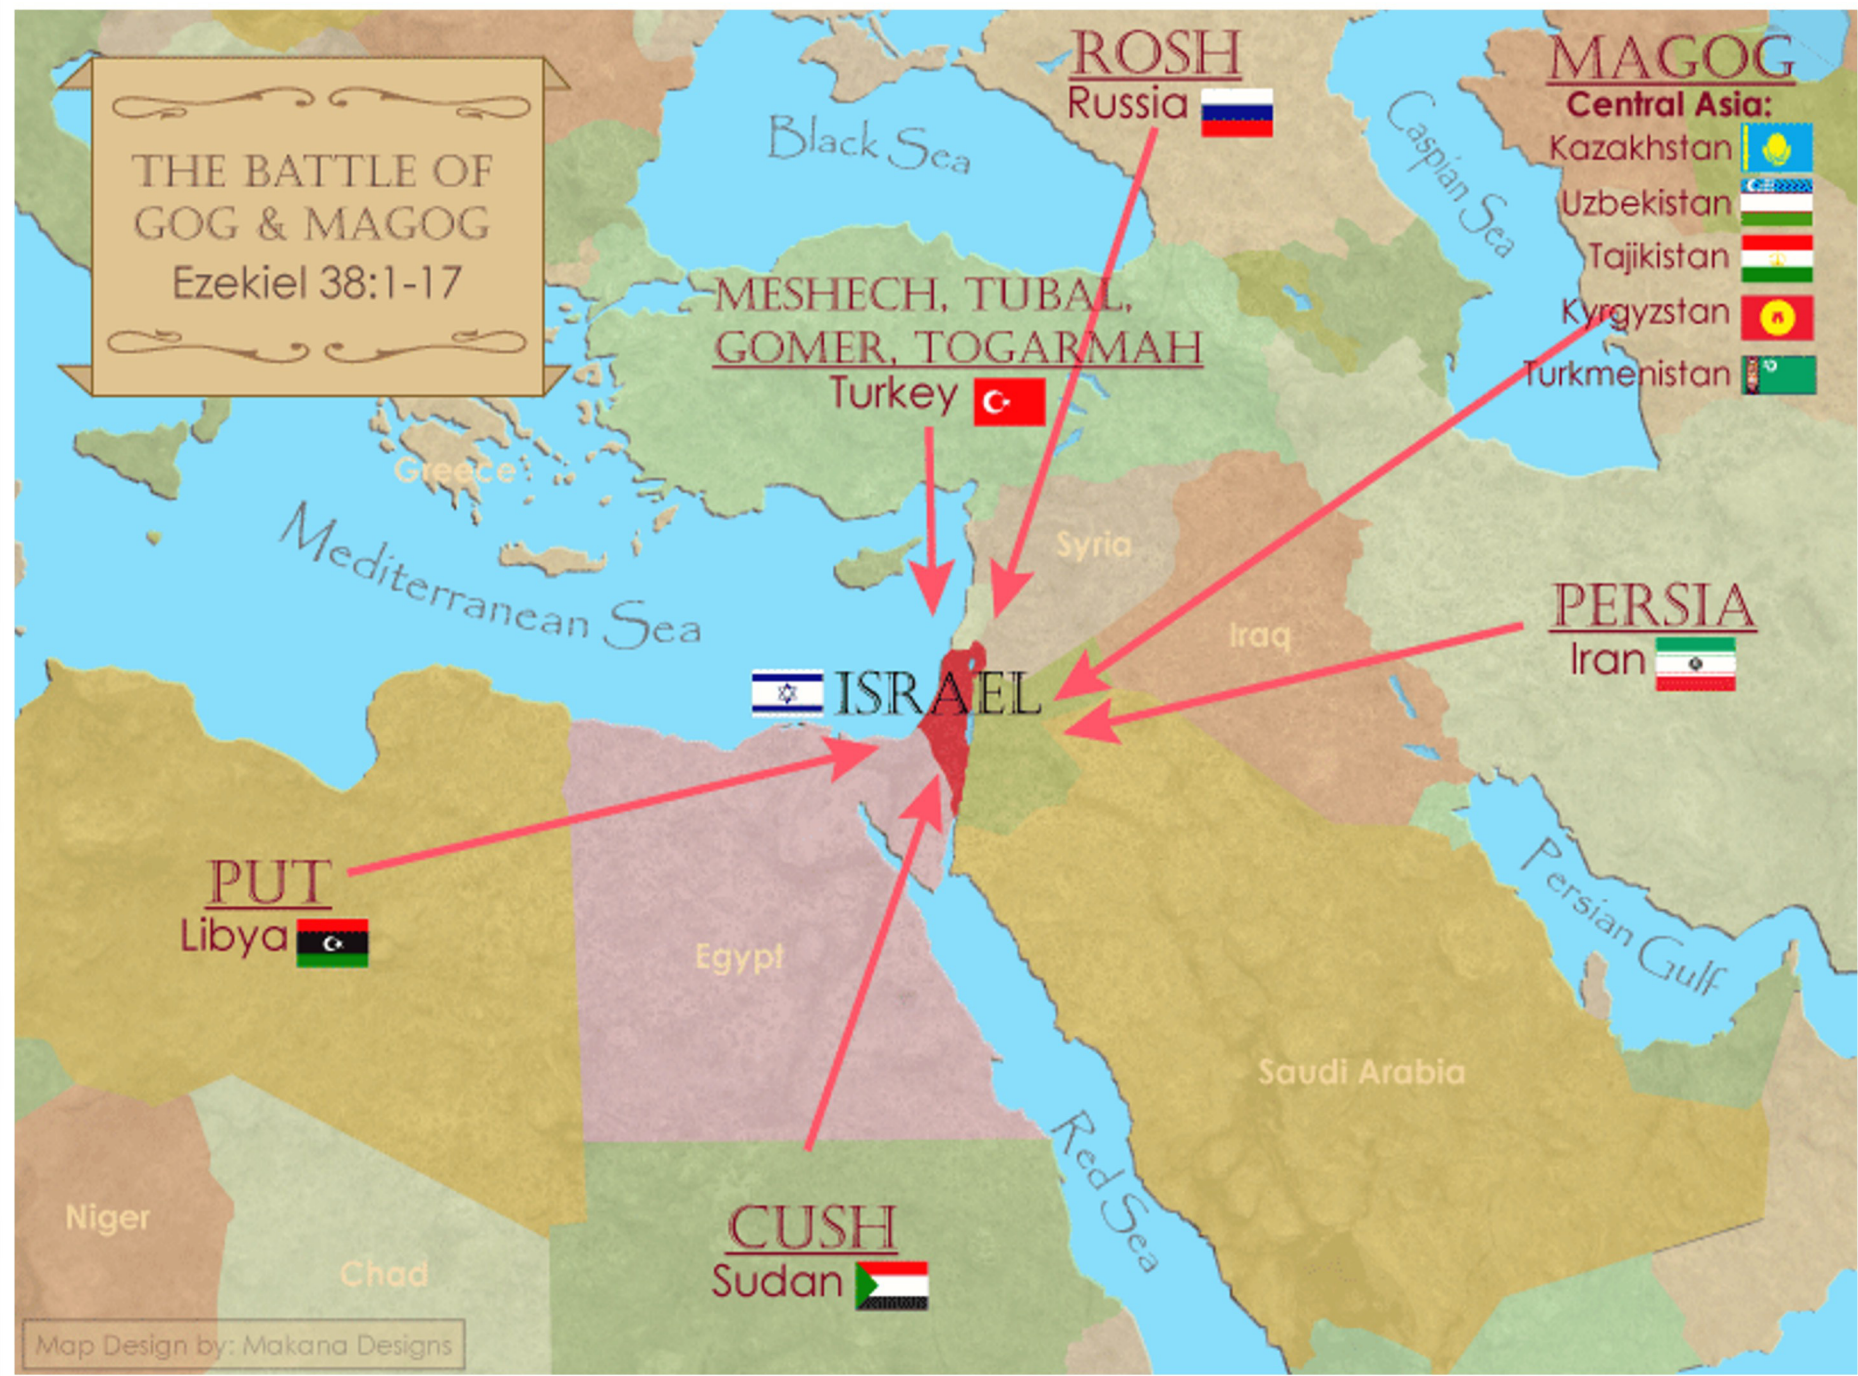 THE BATTLE OF
GOG & MAGOG
Ezekiel 38:1-17
ROSH
Russia
MAGOG
Central Asia:
Kazakhstan
Uzbekistan
Tajikistan
Kyrgyzstan
Turkmenistan
Black Sea
Caspian Sea
MESHECH, TUBAL,
GOMER, TOGARMAH
Turkey
Greece
Mediterranean Sea
Syria
Iraq
PERSIA
Iran
ISRAEL
PUT
Libya
Egypt
Persian Gulf
Saudi Arabia
Red Sea
Niger
Chad
CUSH
Sudan
Map Design by: Makana Designs